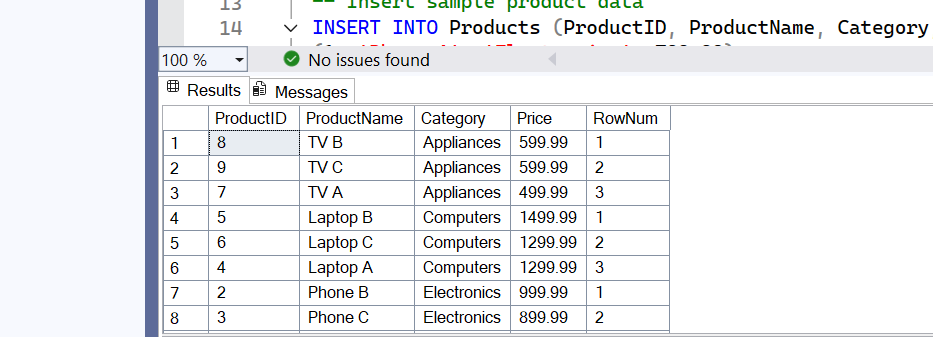 13 -- Insert sample product data
14 INSERT INTO Products (ProductID, ProductName, Category
100 % No issues found
Results Messages
ProductID ProductName Category Price RowNum
1 8 TV B Appliances 599.99 1
2 9 TV C Appliances 599.99 2
3 7 TV A Appliances 499.99 3
4 5 Laptop B Computers 1499.99 1
5 6 Laptop C Computers 1299.99 2
6 4 Laptop A Computers 1299.99 3
7 2 Phone B Electronics 999.99 1
8 3 Phone C Electronics 899.99 2